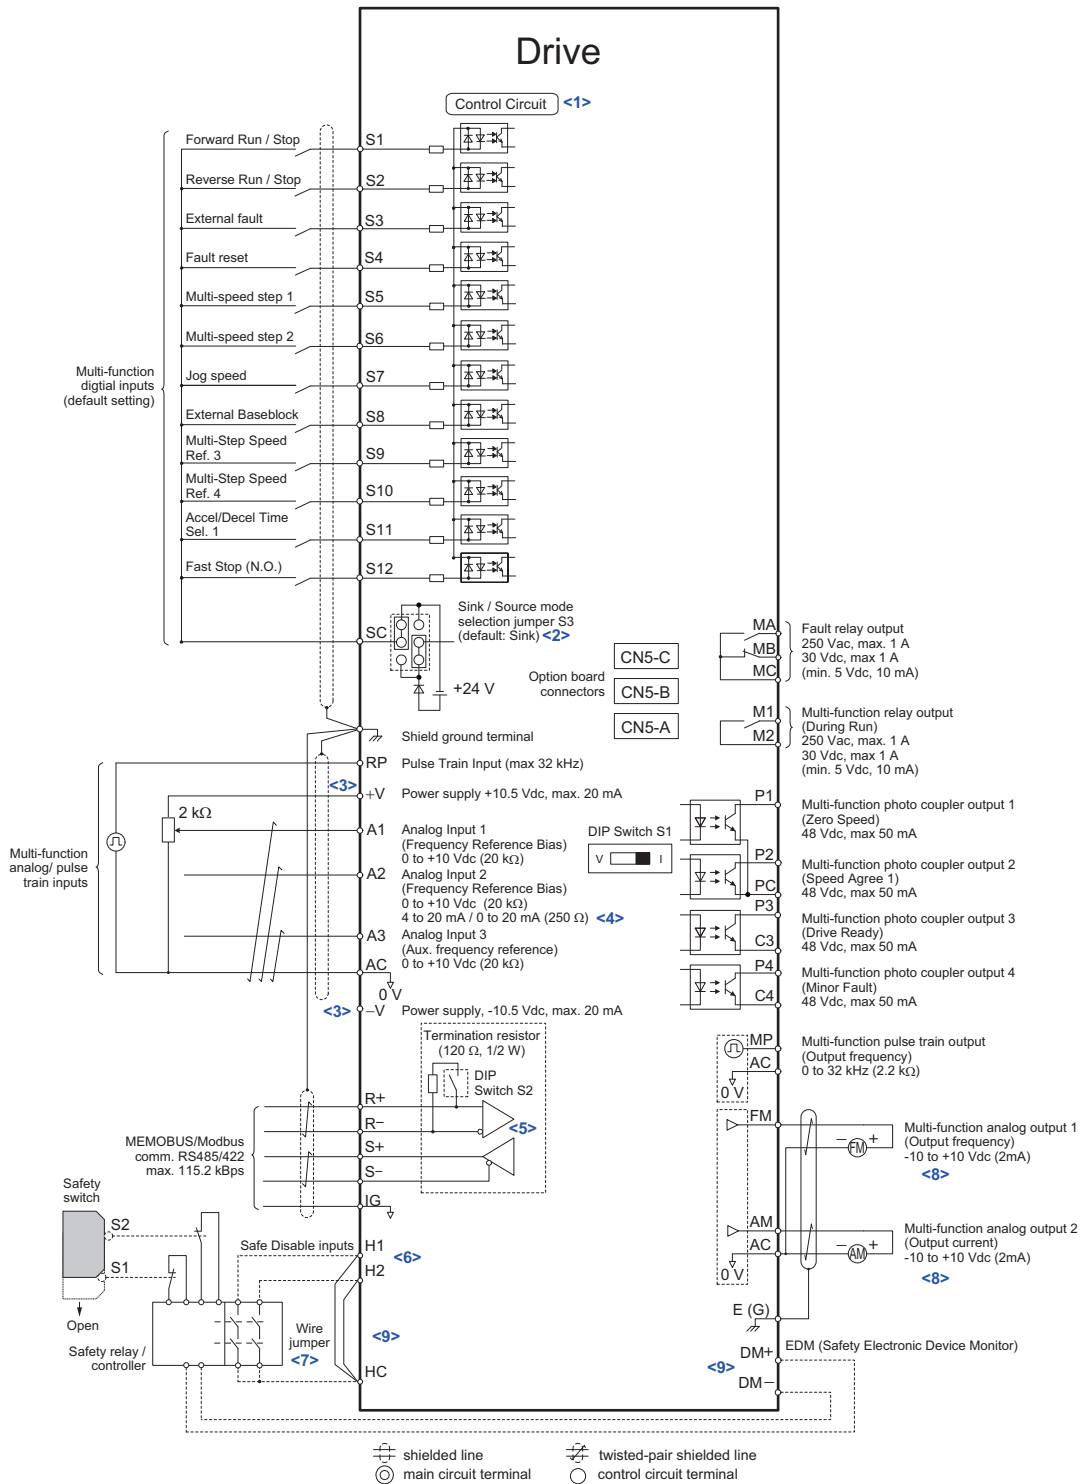 Drive
Control Circuit <1>
Forward Run / Stop S1
Reverse Run / Stop S2
External fault S3
Fault reset S4
Multi-speed step 1 S5
Multi-speed step 2 S6
Jog speed S7
External Baseblock S8
Multi-Step Speed
Ref. 3 S9
Multi-Step Speed
Ref. 4 S10
Accel/Decel Time
Sel. 1 S11
Fast Stop (N.O.) S12
Multi-function
digtial inputs
(default setting)
SC
Sink / Source mode
selection jumper S3
(default: Sink) <2>
+24 V
Option board
connectors
CN5-C
CN5-B
CN5-A
MA
MB
MC
Fault relay output
250 Vac, max. 1 A
30 Vdc, max 1 A
(min. 5 Vdc, 10 mA)
M1
M2
Multi-function relay output
(During Run)
250 Vac, max. 1 A
30 Vdc, max 1 A
(min. 5 Vdc, 10 mA)
Shield ground terminal
RP Pulse Train Input (max 32 kHz)
<3>
+V Power supply +10.5 Vdc, max. 20 mA
2 kΩ
Multi-function
analog/ pulse
train inputs
A1 Analog Input 1
(Frequency Reference Bias)
0 to +10 Vdc (20 kΩ)
A2 Analog Input 2
(Frequency Reference Bias)
0 to +10 Vdc (20 kΩ)
4 to 20 mA / 0 to 20 mA (250 Ω) <4>
A3 Analog Input 3
(Aux. frequency reference)
0 to +10 Vdc (20 kΩ)
AC
0 V
<3> −V Power supply, -10.5 Vdc, max. 20 mA
DIP Switch S1
V I
P1
Multi-function photo coupler output 1
(Zero Speed)
48 Vdc, max 50 mA
P2
PC
Multi-function photo coupler output 2
(Speed Agree 1)
48 Vdc, max 50 mA
P3
C3
Multi-function photo coupler output 3
(Drive Ready)
48 Vdc, max 50 mA
P4
C4
Multi-function photo coupler output 4
(Minor Fault)
48 Vdc, max 50 mA
Termination resistor
(120 Ω, 1/2 W)
DIP
Switch S2
R+
R−
S+
S−
IG
<5>
MEMOBUS/Modbus
comm. RS485/422
max. 115.2 kBps
MP
AC
0 V
Multi-function pulse train output
(Output frequency)
0 to 32 kHz (2.2 kΩ)
FM
− FM +
Multi-function analog output 1
(Output frequency)
-10 to +10 Vdc (2mA)
<8>
AM
AC
0 V
− AM +
Multi-function analog output 2
(Output current)
-10 to +10 Vdc (2mA)
<8>
E (G)
Safety
switch
S2
S1
Open
Safety relay /
controller
Safe Disable inputs
H1 <6>
H2
Wire
jumper
<7>
<9>
HC
EDM (Safety Electronic Device Monitor)
<9>
DM+
DM−
shielded line
twisted-pair shielded line
main circuit terminal
control circuit terminal